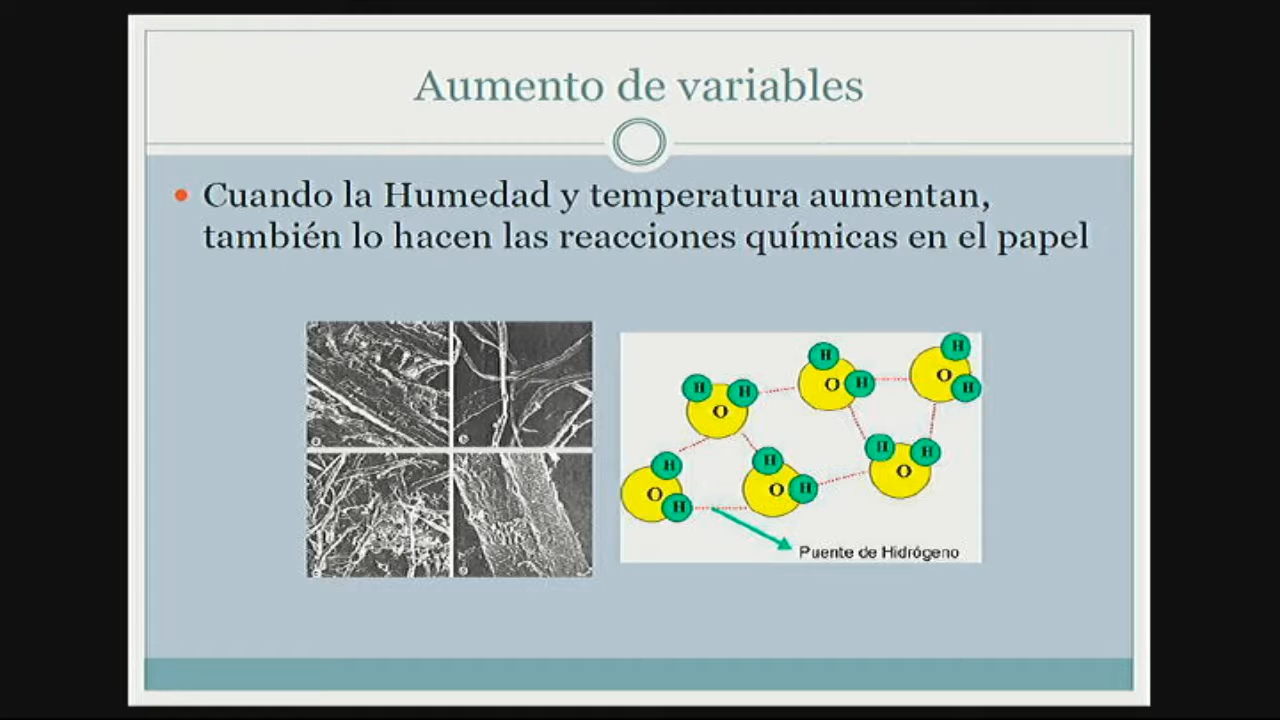 Aumento de variables
Cuando la Humedad y temperatura aumentan,
también lo hacen las reacciones químicas en el papel
H
H
H
O
H
H
H
O
H
O
H
H
H
H
O
H
O
H
O
H
Puente de Hidrógeno